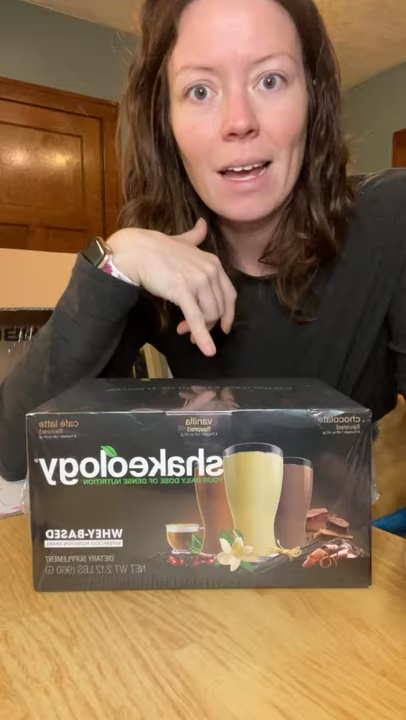 café latte
flavored
vanilla
flavored
chocolate
flavored
shakeology
YOUR DAILY DOSE OF DENSE NUTRITION
WHEY-BASED
DIETARY SUPPLEMENT
NET WT 2.12 LBS (960 G)